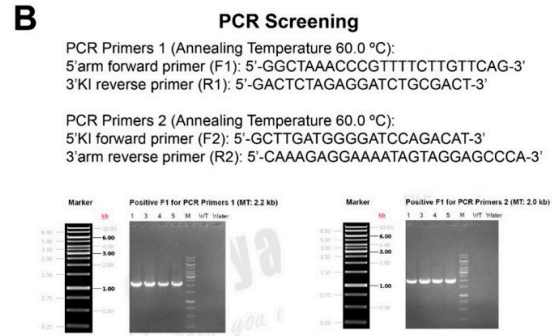 B
PCR Screening
PCR Primers 1 (Annealing Temperature 60.0 ºC):
5'arm forward primer (F1): 5'-GGCTAAACCCGTTTTCTTGTTCAG-3'
3'KI reverse primer (R1): 5'-GACTCTAGAGGATCTGCGACT-3'
PCR Primers 2 (Annealing Temperature 60.0 ºC):
5'KI forward primer (F2): 5'-GCTTGATGGGGATCCAGACAT-3'
3'arm reverse primer (R2): 5'-CAAAGAGGAAAATAGTAGGAGCCCA-3'
Marker
Positive F1 for PCR Primers 1 (MT: 2.2 kb)
kb
1 3 4 5 M WT Water
6.00
3.00
1.00
Marker
Positive F1 for PCR Primers 2 (MT: 2.0 kb)
kb
1 3 4 5 M WT Water
6.00
3.00
1.00